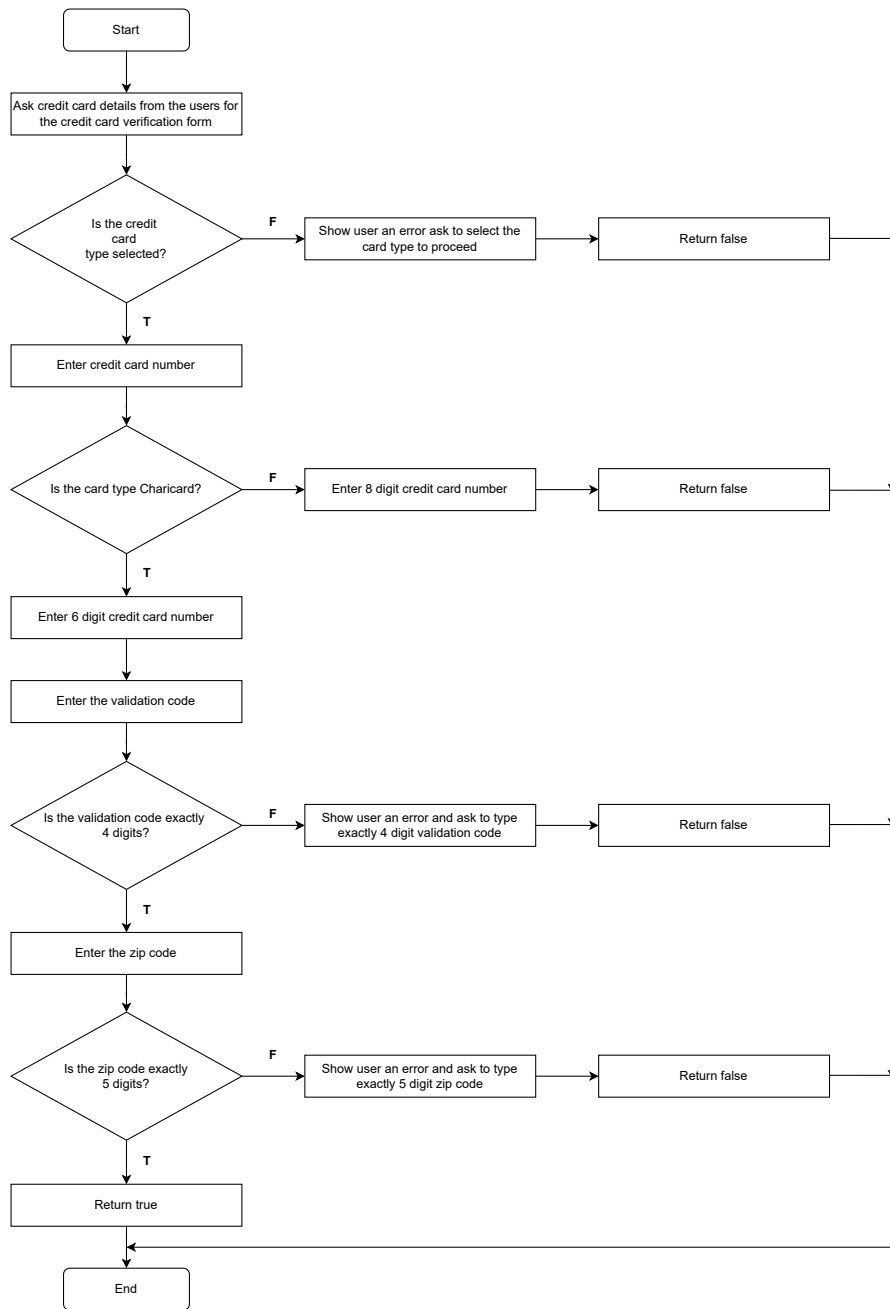 Start
Ask credit card details from the users for
the credit card verification form
Is the credit
card
type selected?
F
Show user an error ask to select the
card type to proceed
Return false
T
Enter credit card number
Is the card type Charicard?
F
Enter 8 digit credit card number
Return false
T
Enter 6 digit credit card number
Enter the validation code
Is the validation code exactly
4 digits?
F
Show user an error and ask to type
exactly 4 digit validation code
Return false
T
Enter the zip code
Is the zip code exactly
5 digits?
F
Show user an error and ask to type
exactly 5 digit zip code
Return false
T
Return true
End